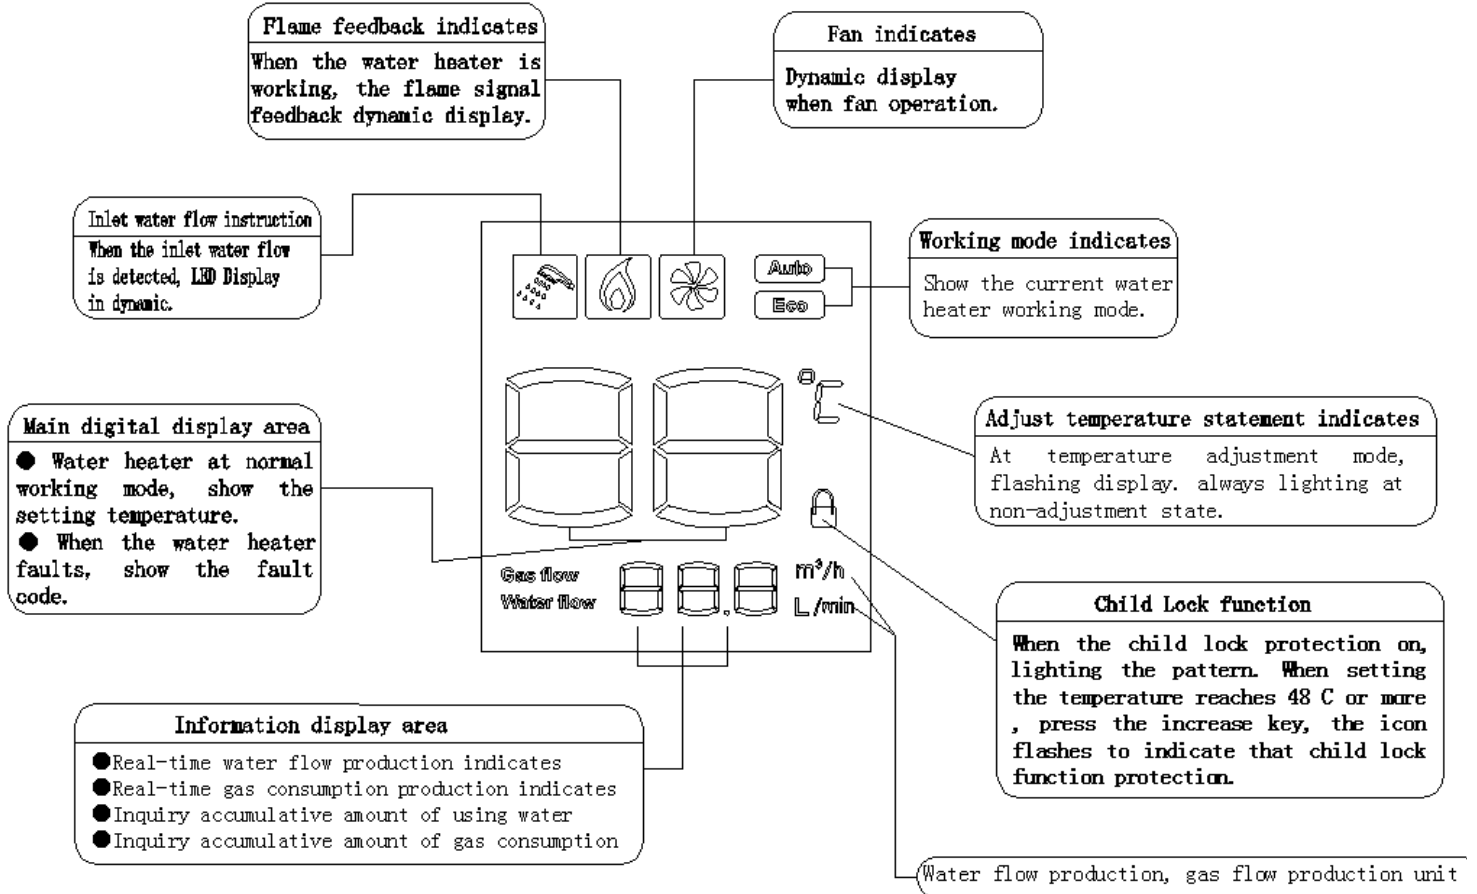 Flame feedback indicates
When the water heater is
working, the flame signal
feedback dynamic display.
Fan indicates
Dynamic display
when fan operation.
Inlet water flow instruction
When the inlet water flow
is detected, LED Display
in dynamic.
Auto
Eco
Working mode indicates
Show the current water
heater working mode.
°C
Main digital display area
● Water heater at normal
working mode, show the
setting temperature.
● When the water heater
faults, show the fault
code.
Adjust temperature statement indicates
At temperature adjustment mode,
flashing display. always lighting at
non-adjustment state.
Gas flow
Water flow
88.8
m³/h
L/min
Child Lock function
When the child lock protection on,
lighting the pattern. When setting
the temperature reaches 48 C or more
, press the increase key, the icon
flashes to indicate that child lock
function protection.
Information display area
●Real-time water flow production indicates
●Real-time gas consumption production indicates
●Inquiry accumulative amount of using water
●Inquiry accumulative amount of gas consumption
Water flow production, gas flow production unit